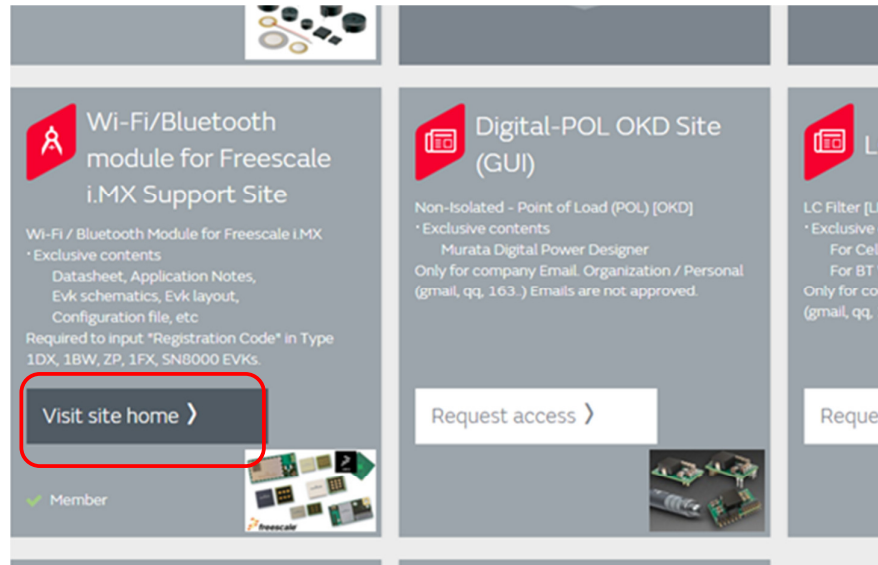 Wi-Fi/Bluetooth
module for Freescale
i.MX Support Site
Wi-Fi / Bluetooth Module for Freescale i.MX
・Exclusive contents
Datasheet, Application Notes,
Evk schematics, Evk layout,
Configuration file, etc
Required to input "Registration Code" in Type
1DX, 1BW, ZP, 1FX, SN8000 EVKs.
Visit site home ❭
Member
freescale
Digital-POL OKD Site
(GUI)
Non-Isolated - Point of Load (POL) [OKD]
・Exclusive contents
Murata Digital Power Designer
Only for company Email. Organization / Personal
(gmail, qq, 163..) Emails are not approved.
Request access ❭
L
LC Filter [L
・Exclusive
For Cel
For BT
Only for co
(gmail, qq,
Reque